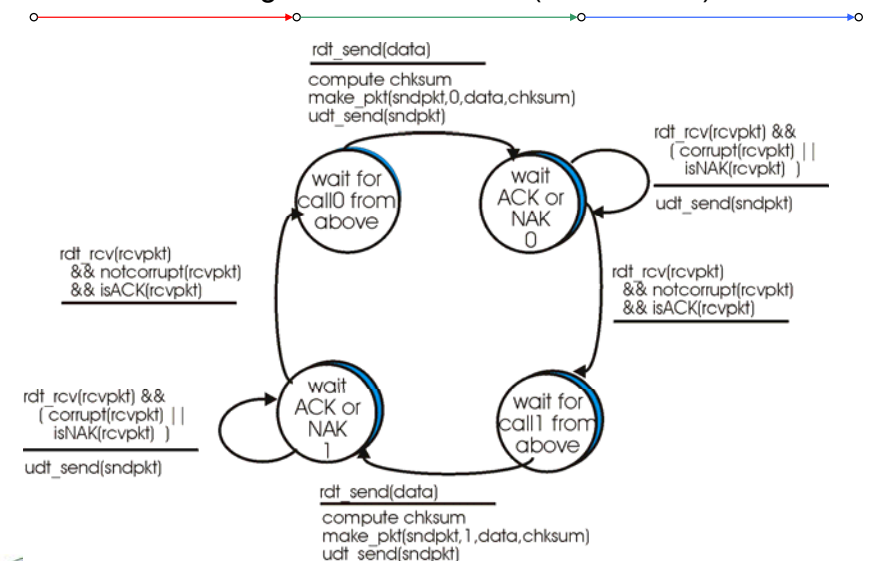 rdt_send(data)
compute chksum
make_pkt(sndpkt,0,data,chksum)
udt_send(sndpkt)
rdt_rcv(rcvpkt) &&
( corrupt(rcvpkt) ||
isNAK(rcvpkt) )
udt_send(sndpkt)
wait for
call0 from
above
wait
ACK or
NAK
0
rdt_rcv(rcvpkt)
&& notcorrupt(rcvpkt)
&& isACK(rcvpkt)
rdt_rcv(rcvpkt)
&& notcorrupt(rcvpkt)
&& isACK(rcvpkt)
wait
ACK or
NAK
1
wait for
call1 from
above
rdt_rcv(rcvpkt) &&
( corrupt(rcvpkt) ||
isNAK(rcvpkt) )
udt_send(sndpkt)
rdt_send(data)
compute chksum
make_pkt(sndpkt,1,data,chksum)
udt_send(sndpkt)